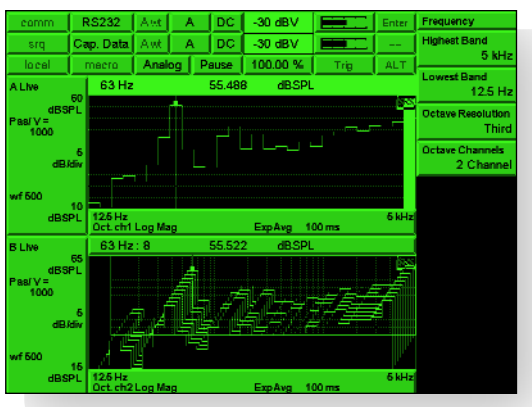 comm RS232 Awt A DC -30 dBV Enter Frequency
srq Cap. Data Awt A DC -30 dBV -- Highest Band
5 kHz
local macro Analog Pause 100.00 % Trig ALT
Lowest Band
12.5 Hz
Octave Resolution
Third
Octave Channels
2 Channel
A Live 63 Hz 55.488 dBSPL
60
dBSPL
Pas/V =
1000
5
dB/div
wf 500
10
dBSPL
12.5 Hz 5 kHz
Oct. ch1 Log Mag ExpAvg 100 ms
B Live 63 Hz : 8 55.522 dBSPL
65
dBSPL
Pas/V =
1000
5
dB/div
wf 500
15
dBSPL
12.5 Hz 5 kHz
Oct. ch2 Log Mag ExpAvg 100 ms